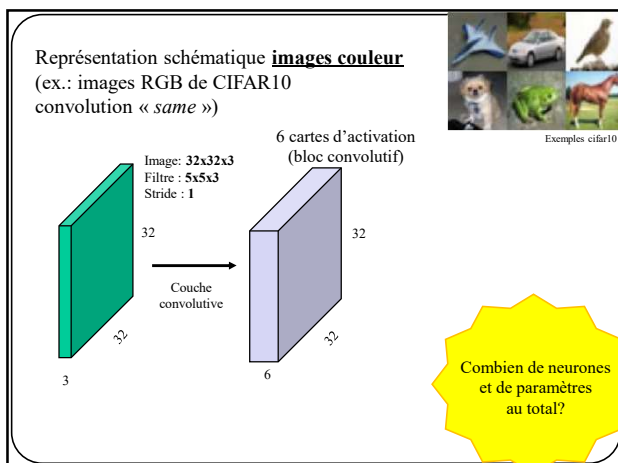 Représentation schématique images couleur
(ex.: images RGB de CIFAR10
convolution « same »)
Exemples cifar10
6 cartes d’activation
(bloc convolutif)
Image: 32x32x3
Filtre : 5x5x3
Stride : 1
32
32
Couche
convolutive
32
32
3
6
Combien de neurones
et de paramètres
au total?